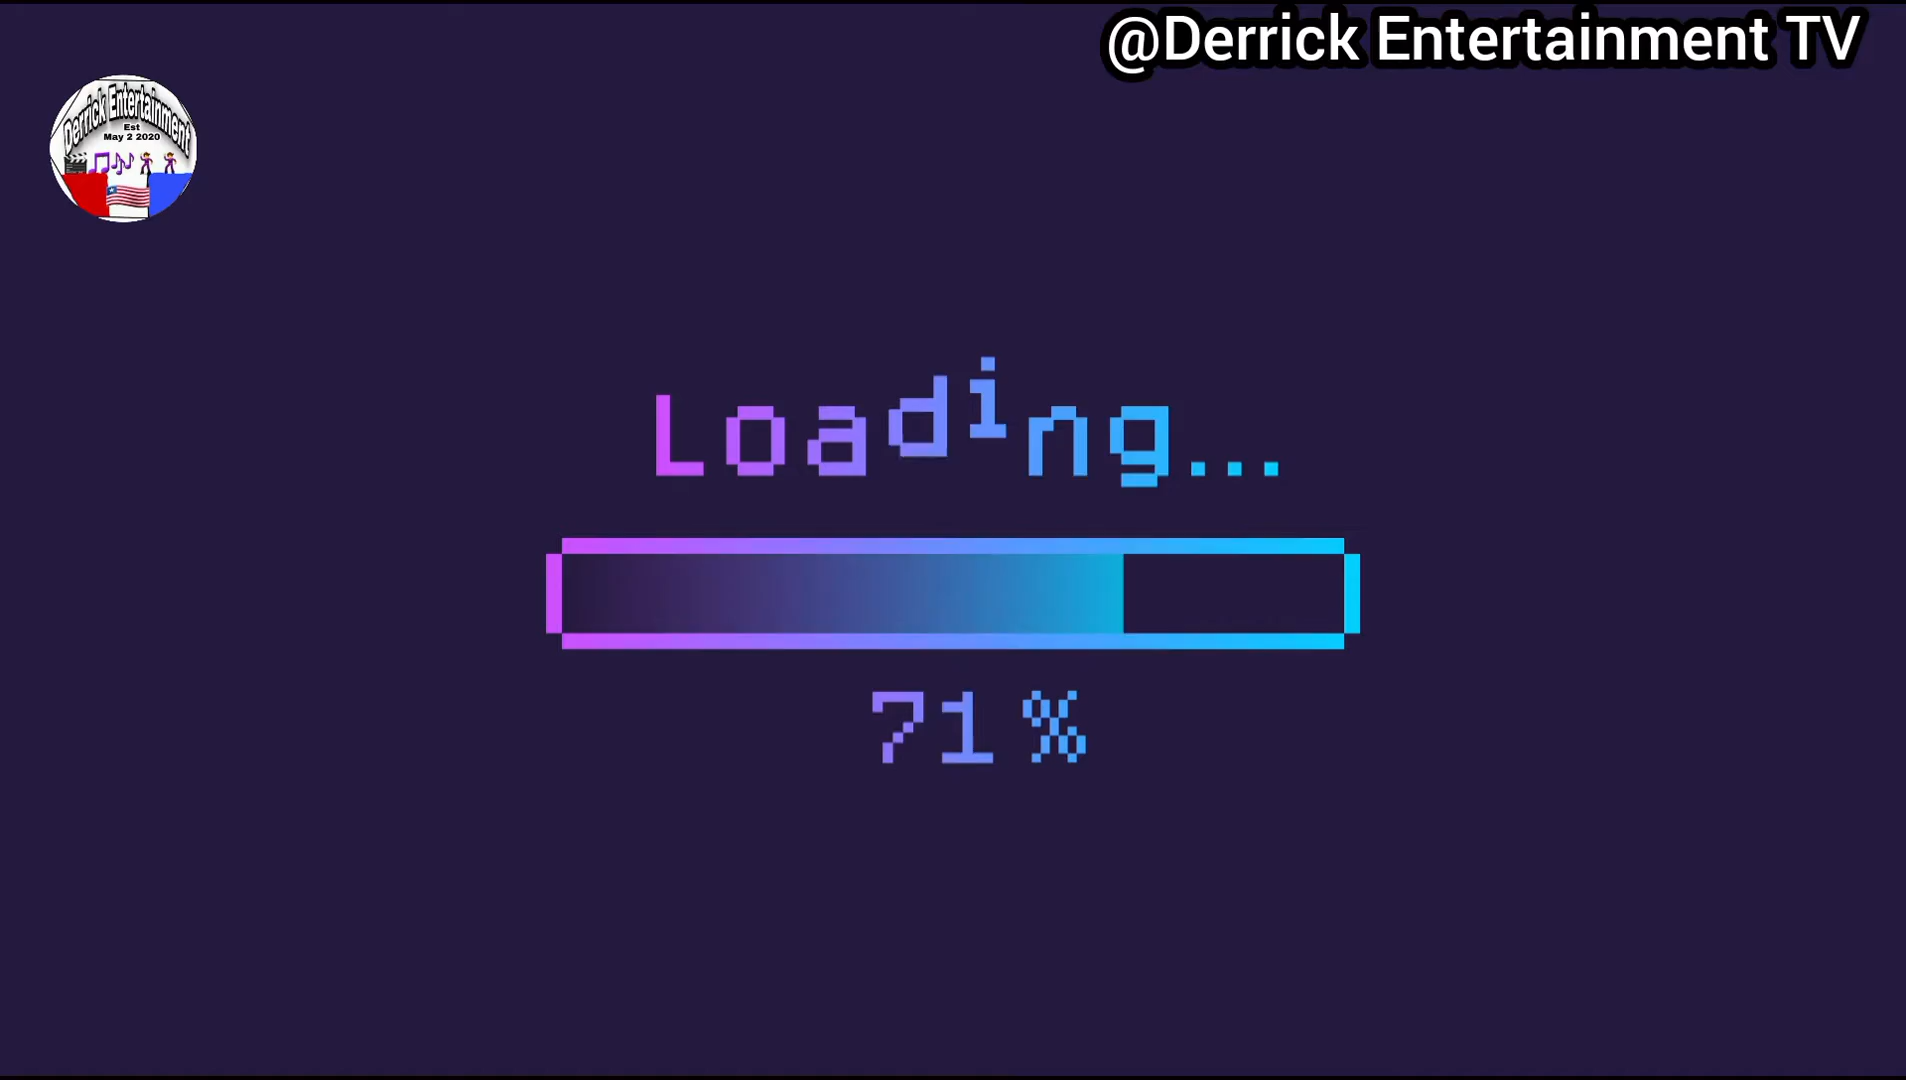 @Derrick Entertainment TV
Derrick Entertainment
Est
May 2 2020
Loading...
71 %